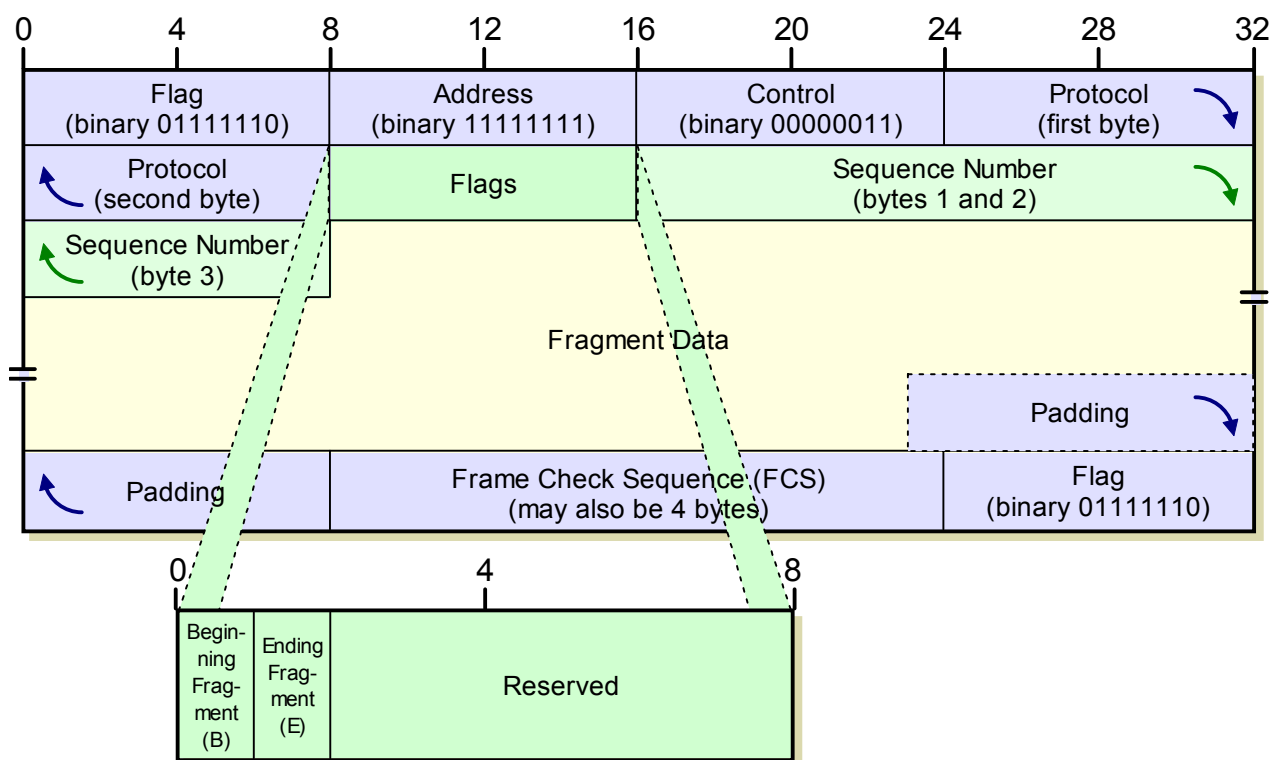 0 4 8 12 16 20 24 28 32
Flag
(binary 01111110)
Address
(binary 11111111)
Control
(binary 00000011)
Protocol
(first byte)
Protocol
(second byte)
Flags
Sequence Number
(bytes 1 and 2)
Sequence Number
(byte 3)
Fragment Data
Padding
Padding
Frame Check Sequence (FCS)
(may also be 4 bytes)
Flag
(binary 01111110)
0 4 8
Begin-
ning
Frag-
ment
(B)
Ending
Frag-
ment
(E)
Reserved